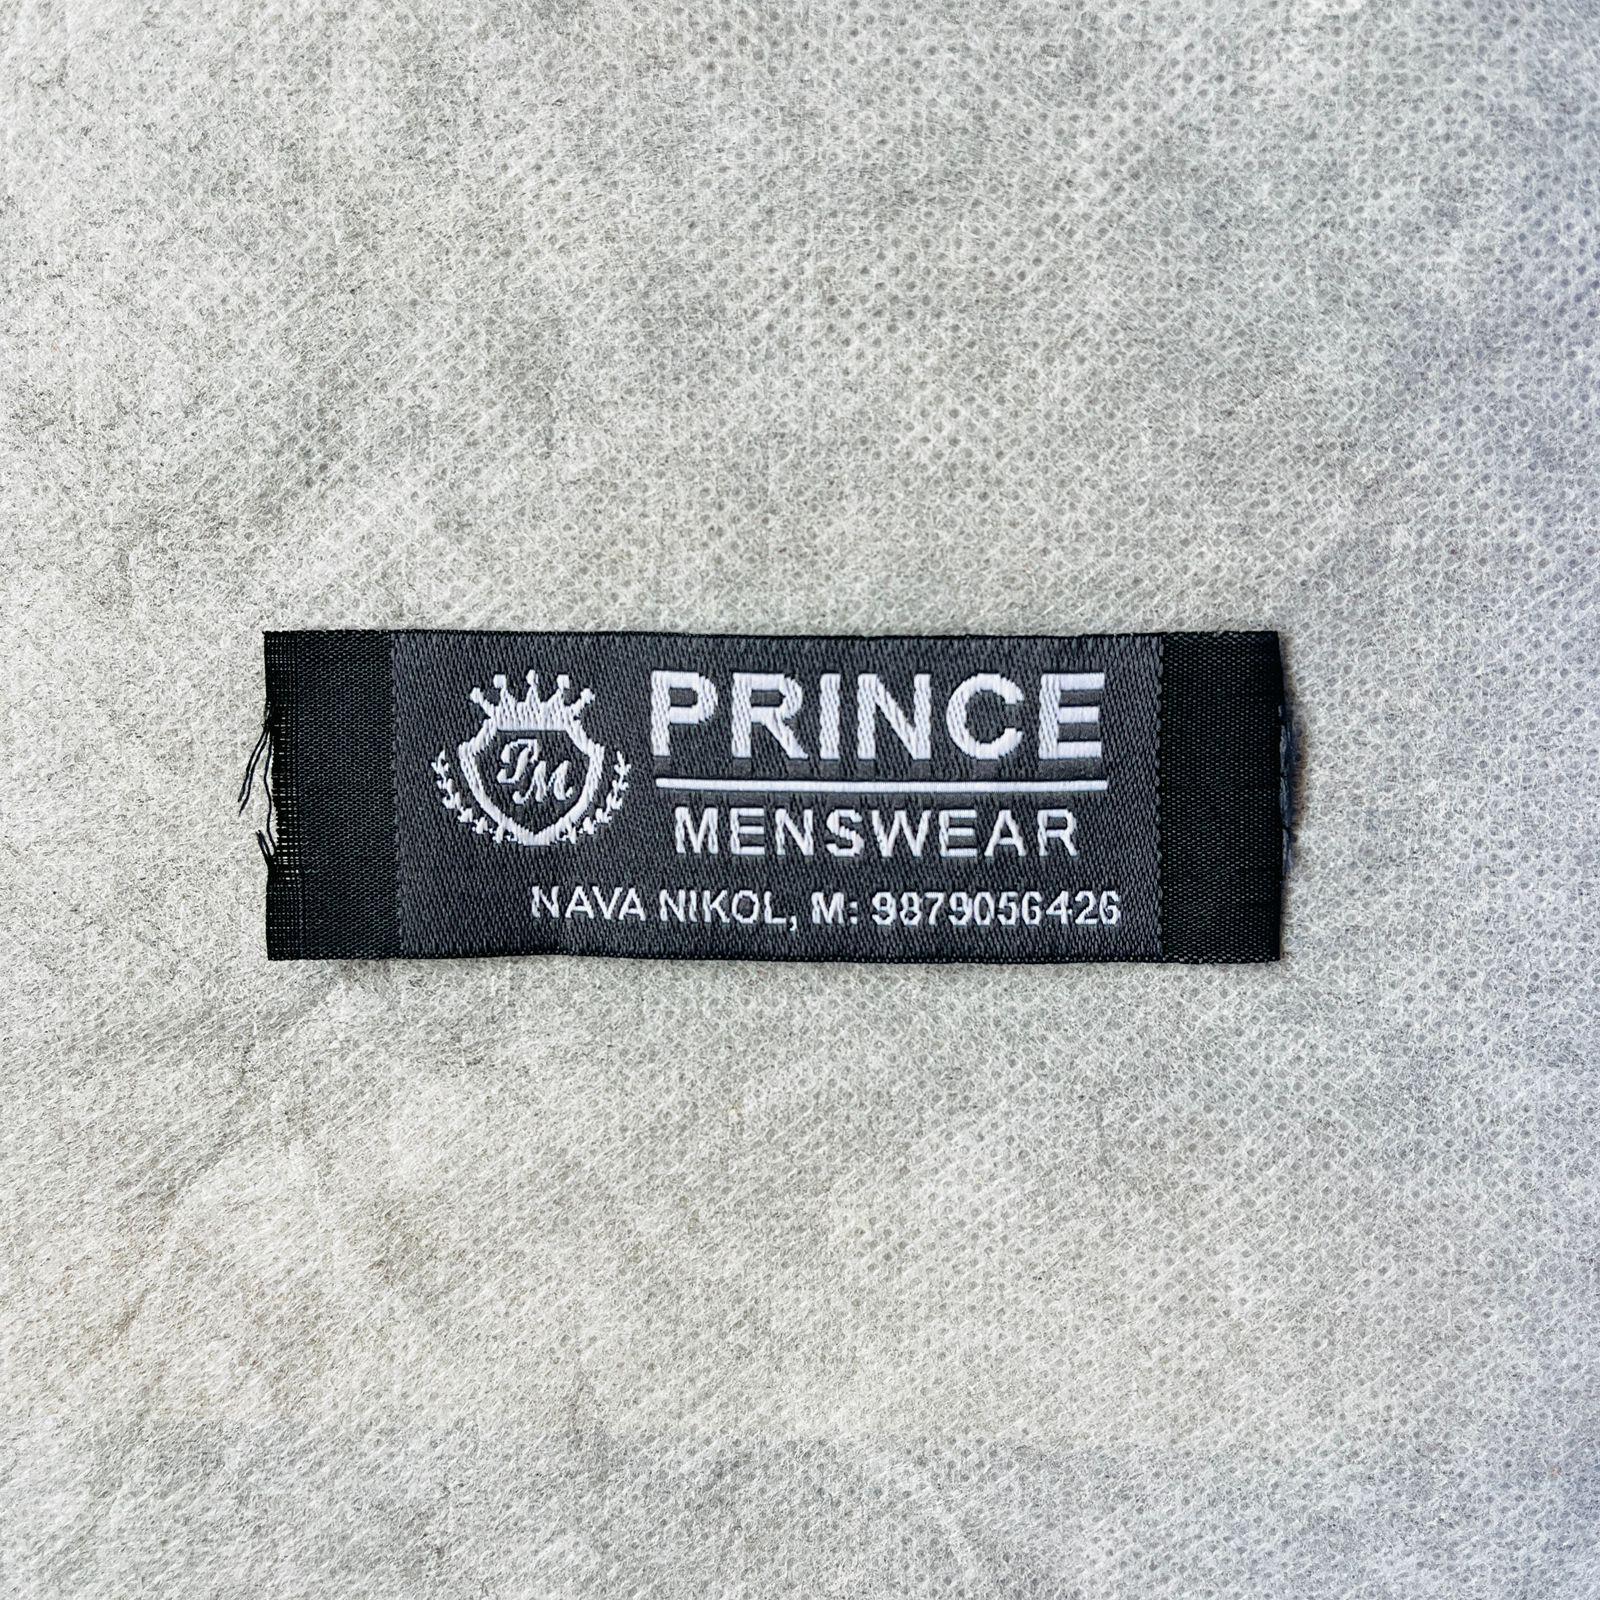 PM
PRINCE
MENSWEAR
NAVA NIKOL, M: 9879056426